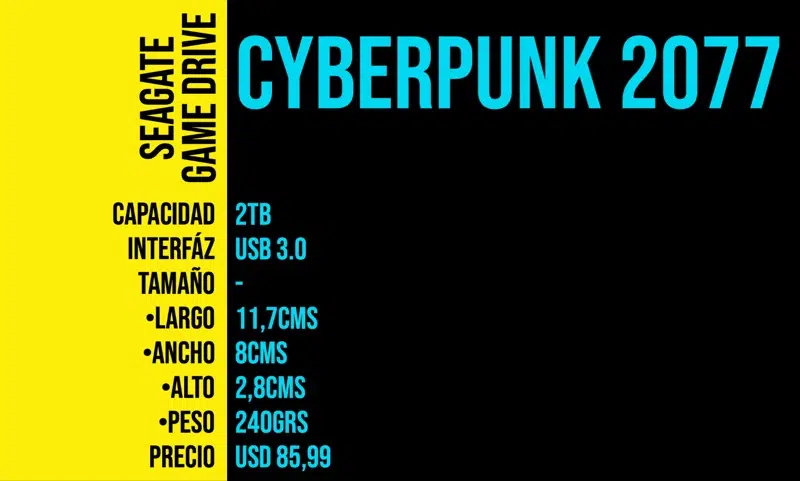 SEAGATE
GAME DRIVE
CYBERPUNK 2077
CAPACIDAD 2TB
INTERFÁZ USB 3.0
TAMAÑO -
•LARGO 11,7CMS
•ANCHO 8CMS
•ALTO 2,8CMS
•PESO 240GRS
PRECIO USD 85,99